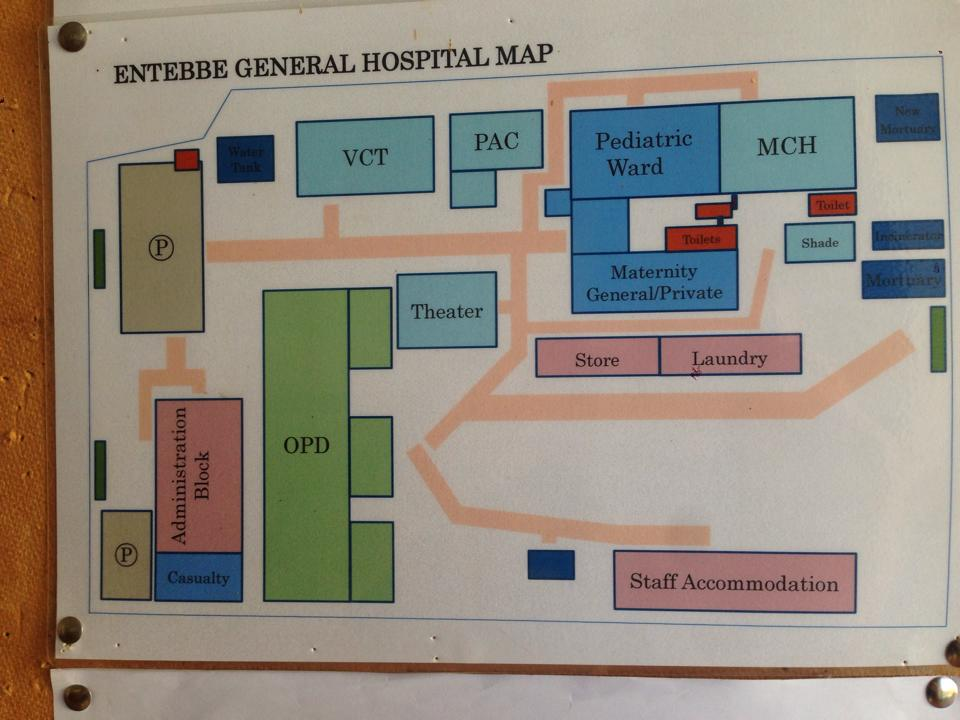 ENTEBBE GENERAL HOSPITAL MAP
Water
Tank
VCT
PAC
Pediatric
Ward
MCH
New
Mortuary
P
Toilet
Toilets
Shade
Incinerator
Maternity
General/Private
Mortuary
Theater
Store
Laundry
OPD
Administration
Block
P
Casualty
Staff Accommodation